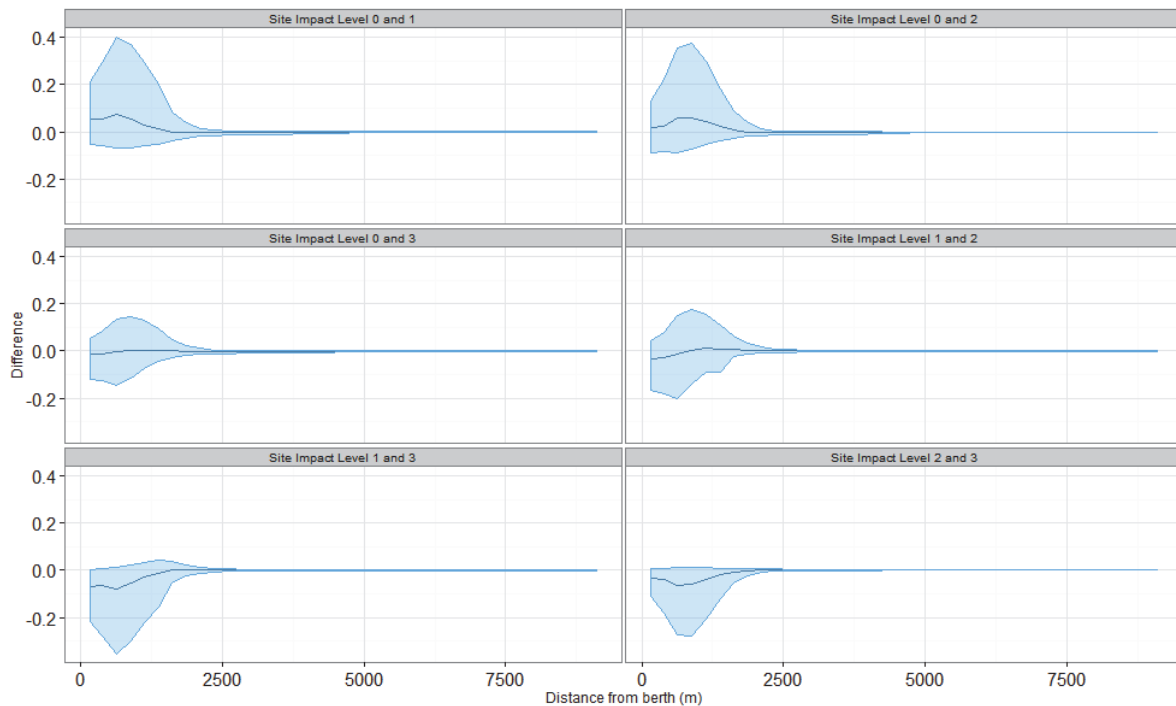 Site Impact Level 0 and 1
Site Impact Level 0 and 2
0.4
0.2
0.0
-0.2
Site Impact Level 0 and 3
Site Impact Level 1 and 2
0.4
0.2
0.0
-0.2
Difference
Site Impact Level 1 and 3
Site Impact Level 2 and 3
0.4
0.2
0.0
-0.2
0 2500 5000 7500 0 2500 5000 7500
Distance from berth (m)